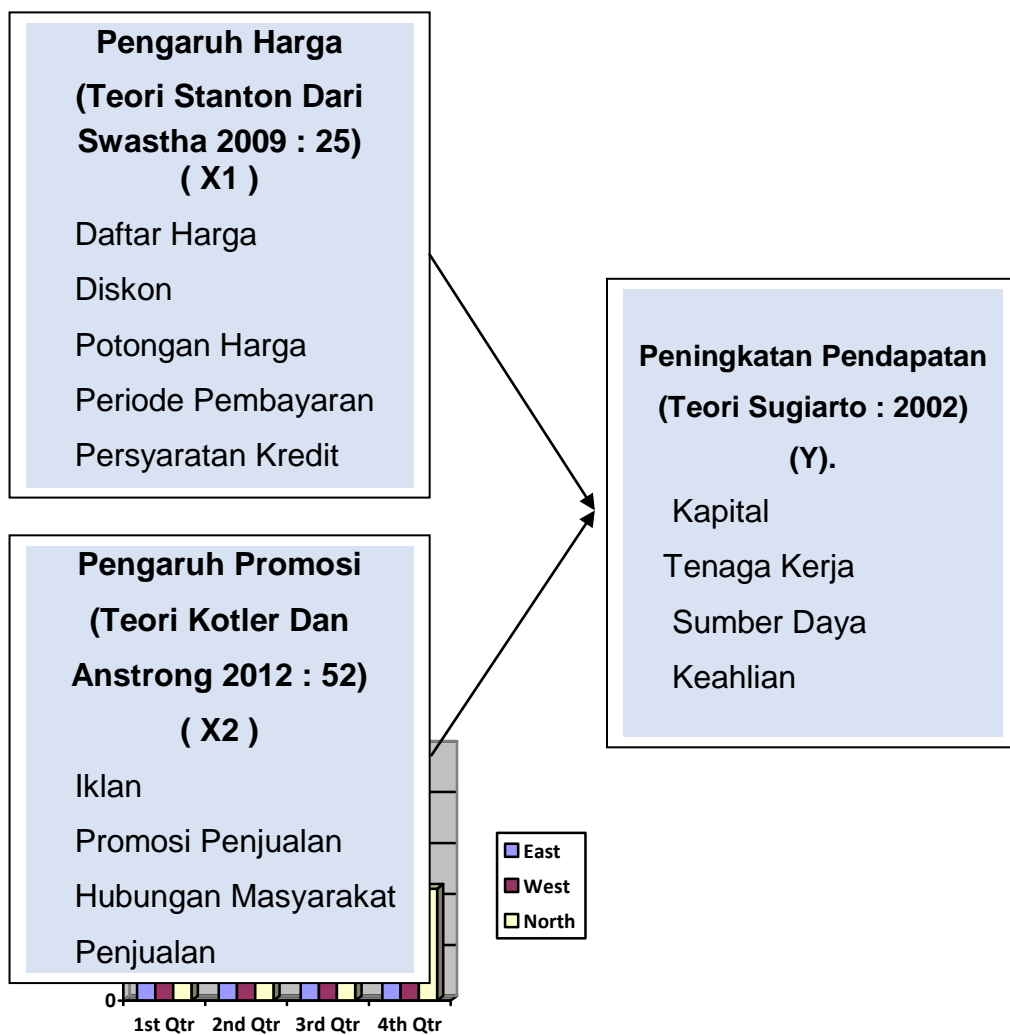 Pengaruh Harga
(Teori Stanton Dari
Swastha 2009 : 25)
( X1 )
Daftar Harga
Diskon
Potongan Harga
Periode Pembayaran
Persyaratan Kredit
Peningkatan Pendapatan
(Teori Sugiarto : 2002)
(Y).
Kapital
Tenaga Kerja
Sumber Daya
Keahlian
Pengaruh Promosi
(Teori Kotler Dan
Anstrong 2012 : 52)
( X2 )
Iklan
Promosi Penjualan
Hubungan Masyarakat
Penjualan
East
West
North
0
1st Qtr 2nd Qtr 3rd Qtr 4th Qtr